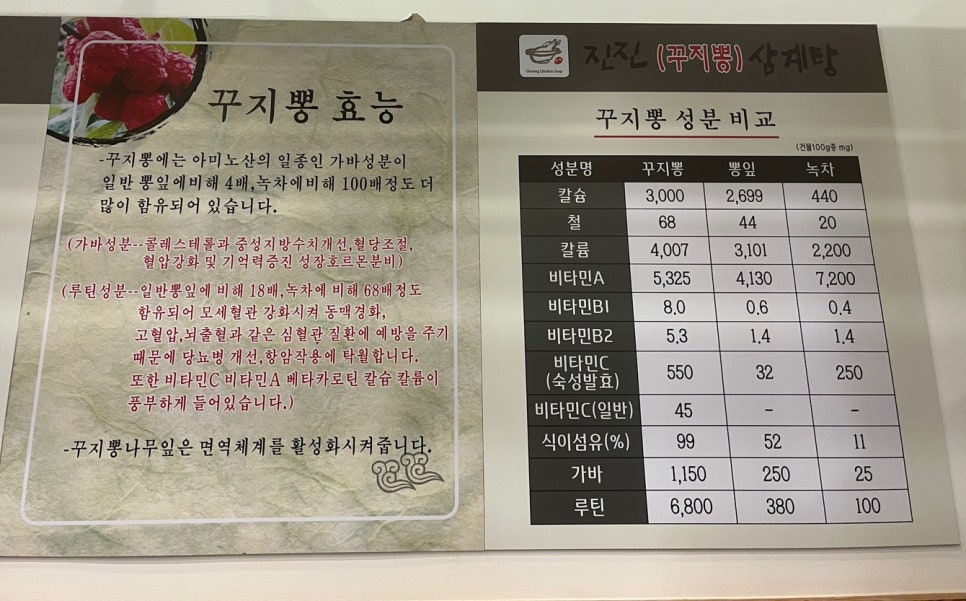 꾸지뽕 효능
-꾸지뽕에는 아미노산의 일종인 가바성분이
일반 뽕잎에비해 4배,녹차에비해 100배정도 더
많이 함유되어 있습니다.
(가바성분--콜레스테롤과 중성지방수치개선,혈당조절,
혈압강화 및 기억력증진 성장호르몬분비)
(루틴성분--일반뽕잎에 비해 18배,녹차에 비해 68배정도
함유되어 모세혈관 강화시켜 동맥경화,
고혈압,뇌출혈과 같은 심혈관 질환에 예방을 주기
때문에 당뇨병 개선,항암작용에 탁월합니다.
또한 비타민C 비타민A 베타카로틴 칼슘 칼륨이
풍부하게 들어있습니다.)
-꾸지뽕나무잎은 면역체계를 활성화시켜줍니다.
진진 (꾸지뽕) 삼계탕
꾸지뽕 성분 비교
(건물100g중 mg)
성분명 꾸지뽕 뽕잎 녹차
칼슘 3,000 2,699 440
철 68 44 20
칼륨 4,007 3,101 2,200
비타민A 5,325 4,130 7,200
비타민B1 8.0 0.6 0.4
비타민B2 5.3 1.4 1.4
비타민C
(숙성발효) 550 32 250
비타민C(일반) 45 - -
식이섬유(%) 99 52 11
가바 1,150 250 25
루틴 6,800 380 100